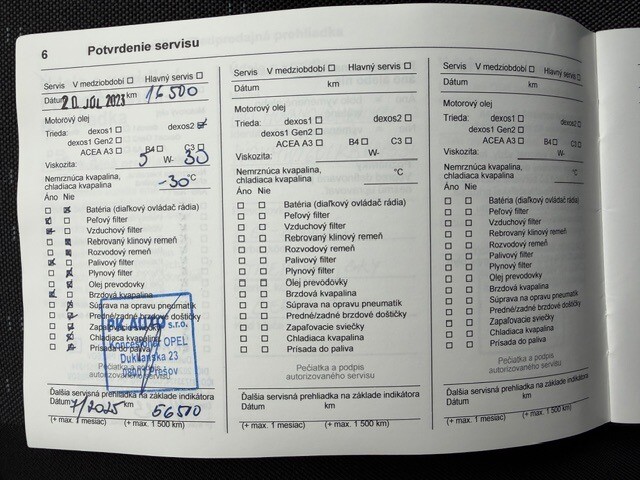 6 Potvrdenie servisu
Servis V medziobdobí Hlavný servis
Dátum 20 JÚL 2023 km 16500
Motorový olej
Trieda: dexos1 dexos2
dexos1 Gen2
ACEA A3 B4 C3
Viskozita: 5 W- 30
Nemrznúca kvapalina,
chladiaca kvapalina -30 °C
Áno Nie
Batéria (diaľkový ovládač rádia)
Peľový filter
Vzduchový filter
Rebrovaný klinový remeň
Rozvodový remeň
Palivový filter
Plynový filter
Olej prevodovky
Brzdová kvapalina
Súprava na opravu pneumatík
Predné/zadné brzdové doštičky
Zapaľovacie sviečky
Chladiaca kvapalina
Prísada do paliva
Pečiatka a podpis
autorizovaného servisu
BK AUTO s.r.o.
Koncesionár OPEL
Duklianska 23
08001 Prešov
Ďalšia servisná prehliadka na základe indikátora
Dátum 7/2025 km 56500
(+ max. 1 mesiac) (+ max. 1 500 km)
Servis V medziobdobí Hlavný servis
Dátum km
Motorový olej
Trieda: dexos1 dexos2
dexos1 Gen2
ACEA A3 B4 C3
Viskozita: W-
Nemrznúca kvapalina,
chladiaca kvapalina °C
Áno Nie
Batéria (diaľkový ovládač rádia)
Peľový filter
Vzduchový filter
Rebrovaný klinový remeň
Rozvodový remeň
Palivový filter
Plynový filter
Olej prevodovky
Brzdová kvapalina
Súprava na opravu pneumatík
Predné/zadné brzdové doštičky
Zapaľovacie sviečky
Chladiaca kvapalina
Prísada do paliva
Pečiatka a podpis
autorizovaného servisu
Ďalšia servisná prehliadka na základe indikátora
Dátum km
(+ max. 1 mesiac) (+ max. 1 500 km)
Servis V medziobdobí Hlavný servis
Dátum km
Motorový olej
Trieda: dexos1 dexos2
dexos1 Gen2
ACEA A3 B4 C3
Viskozita: W-
Nemrznúca kvapalina,
chladiaca kvapalina °C
Áno Nie
Batéria (diaľkový ovládač rádia)
Peľový filter
Vzduchový filter
Rebrovaný klinový remeň
Rozvodový remeň
Palivový filter
Plynový filter
Olej prevodovky
Brzdová kvapalina
Súprava na opravu pneumatík
Predné/zadné brzdové doštičky
Zapaľovacie sviečky
Chladiaca kvapalina
Prísada do paliva
Pečiatka a podpis
autorizovaného servisu
Ďalšia servisná prehliadka na základe indikátora
Dátum km
(+ max. 1 mesiac) (+ max. 1 500 km)